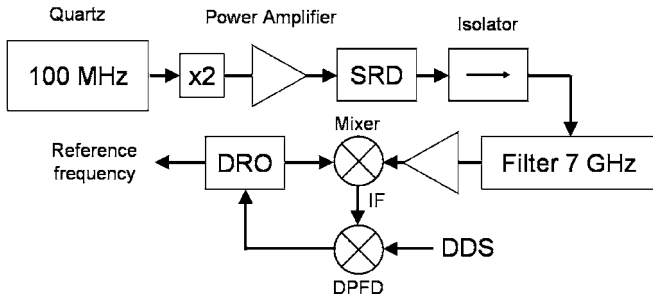 Quartz
Power Amplifier
Isolator
100 MHz
x2
SRD
Mixer
Reference
frequency
DRO
Filter 7 GHz
IF
DDS
DPFD